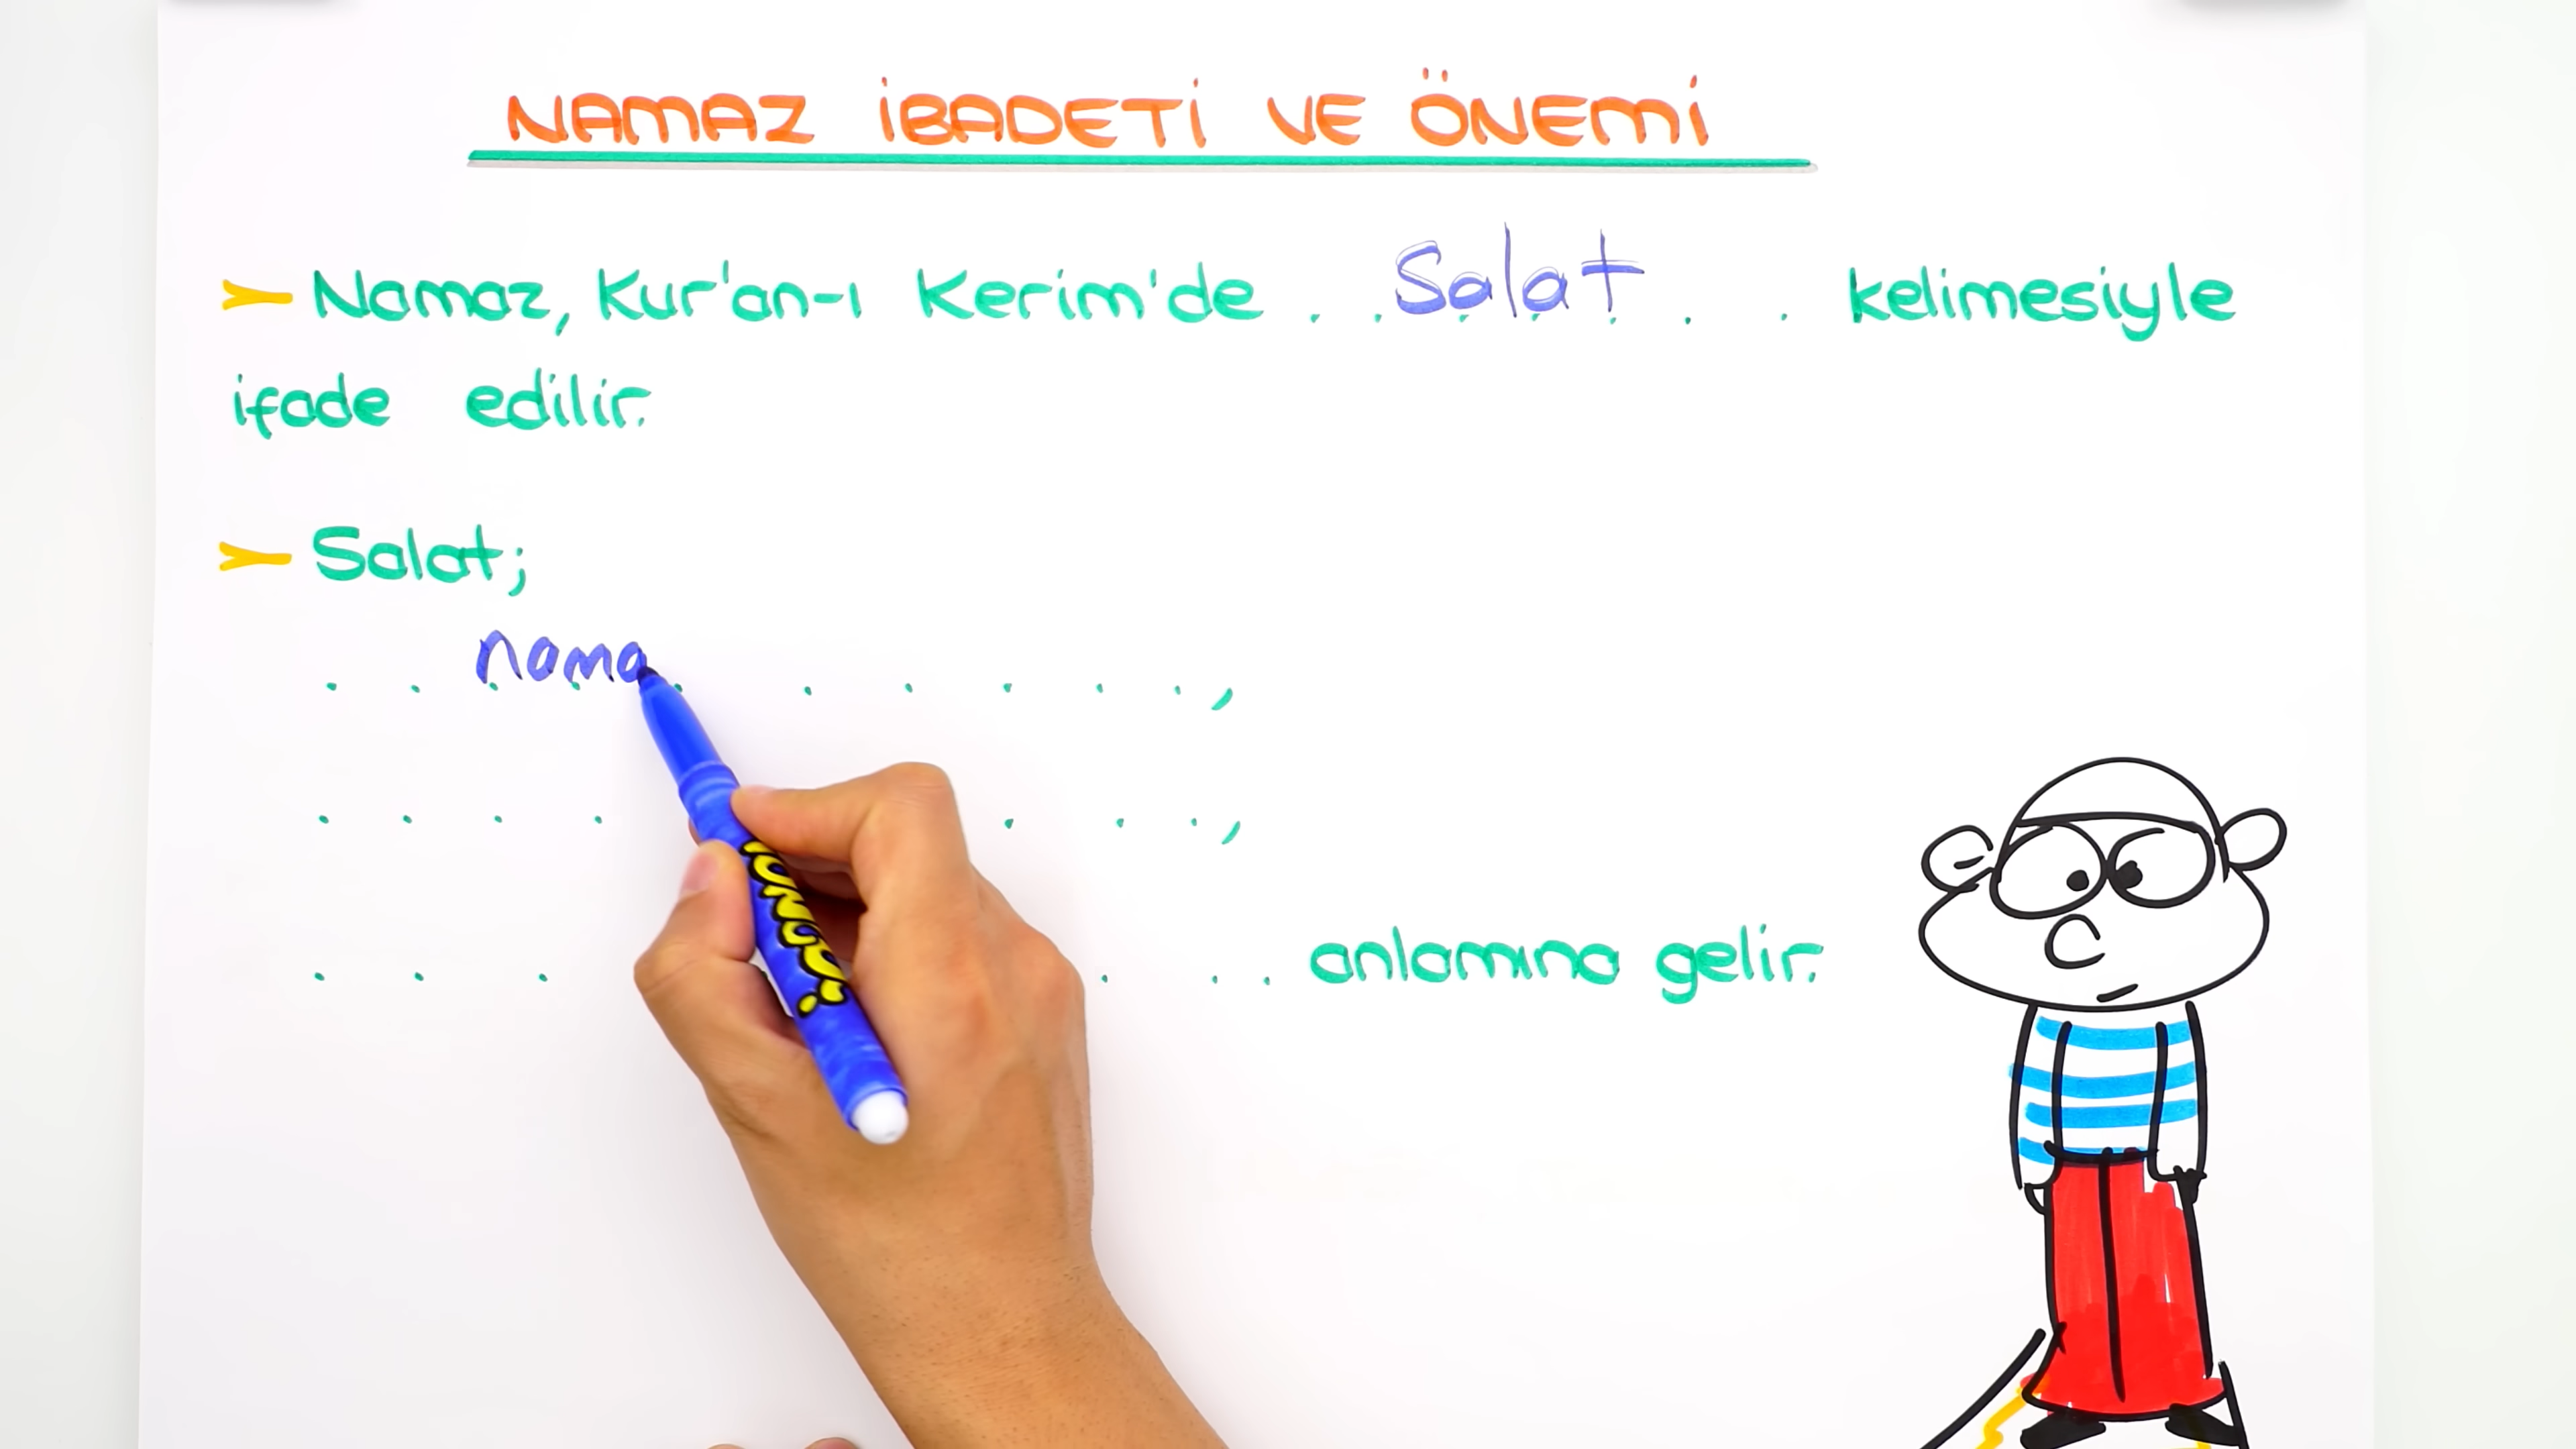 NAMAZ İBADETİ VE ÖNEMİ
Namaz, Kur'an-ı Kerim'de . . Salat . . kelimesiyle
ifade edilir.
Salat;
. . nama . . . . . ,
. . . . . . . ,
. . . . . . anlamına gelir.